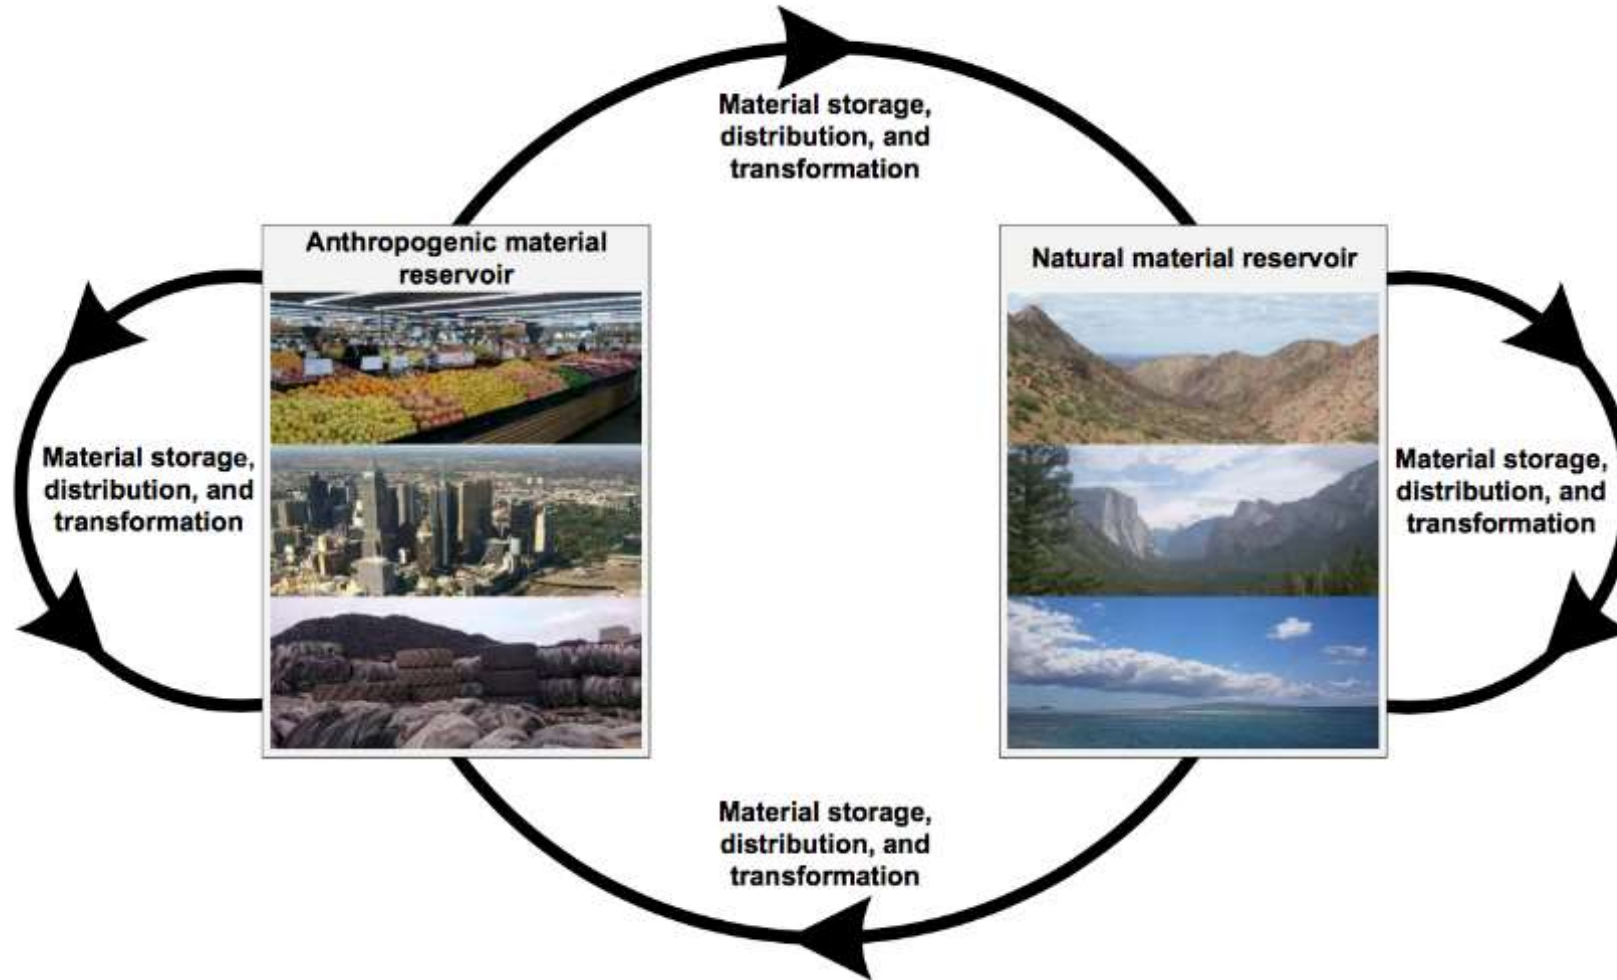 Material storage,
distribution, and
transformation
Anthropogenic material
reservoir
Natural material reservoir
Material storage,
distribution, and
transformation
Material storage,
distribution, and
transformation
Material storage,
distribution, and
transformation